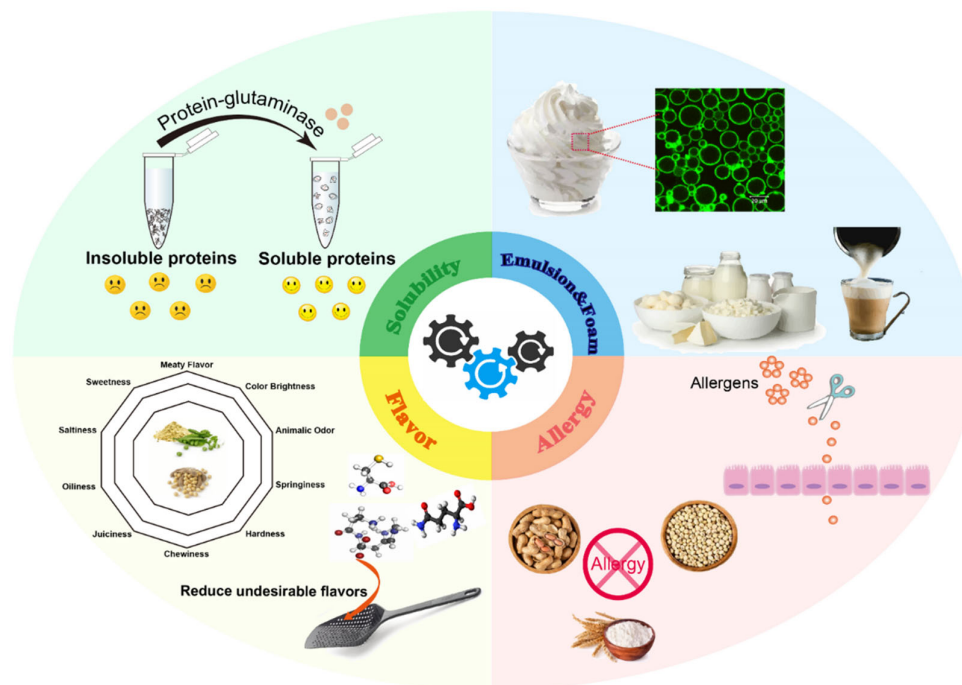 Protein-glutaminase
Insoluble proteins
Soluble proteins
Solubility
Emulsion&Foam
Flavor
Allergy
Meaty Flavor
Sweetness
Color Brightness
Saltiness
Animalic Odor
Oiliness
Springiness
Juiciness
Hardness
Chewiness
Reduce undesirable flavors
Allergens
Allergy